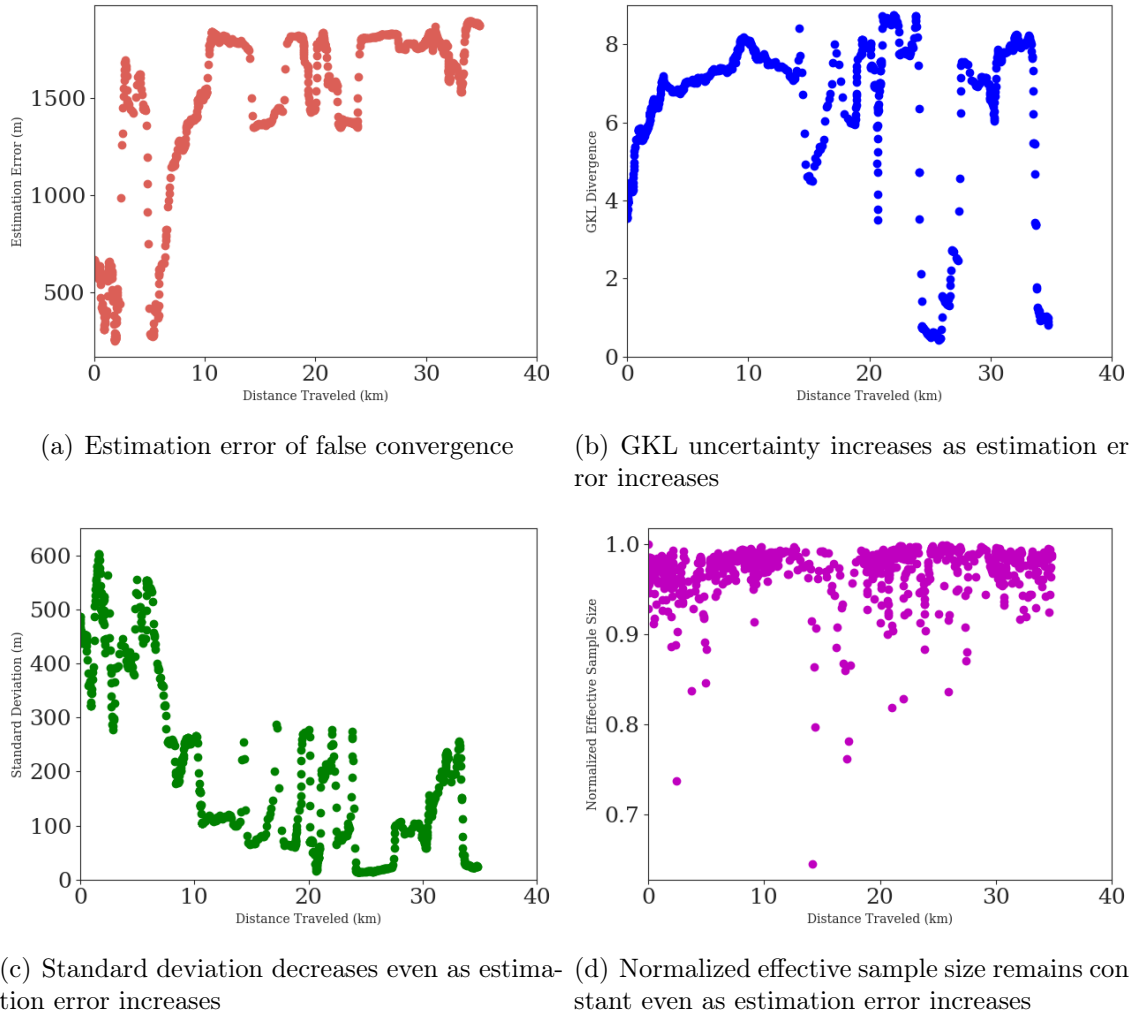 1500
1000
500
0
10
20
30
40
Estimation Error (m)
Distance Traveled (km)
8
6
4
2
0
0
10
20
30
40
GKL Divergence
Distance Traveled (km)
(a) Estimation error of false convergence
(b) GKL uncertainty increases as estimation er
ror increases
600
500
400
300
200
100
0
0
10
20
30
40
Standard Deviation (m)
Distance Traveled (km)
1.0
0.9
0.8
0.7
0
10
20
30
40
Normalized Effective Sample Size
Distance Traveled (km)
(c) Standard deviation decreases even as estima-
tion error increases
(d) Normalized effective sample size remains con
stant even as estimation error increases